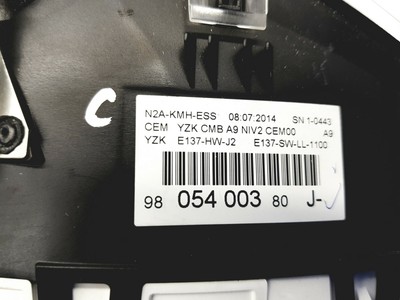 C
N2A-KMH-ESS 08.07.2014 SN 1-0443
CEM YZK CMB A9 NIV2 CEM00 A9
YZK E137-HW-J2 E137-SW-LL-1100
98 054 003 80 J-